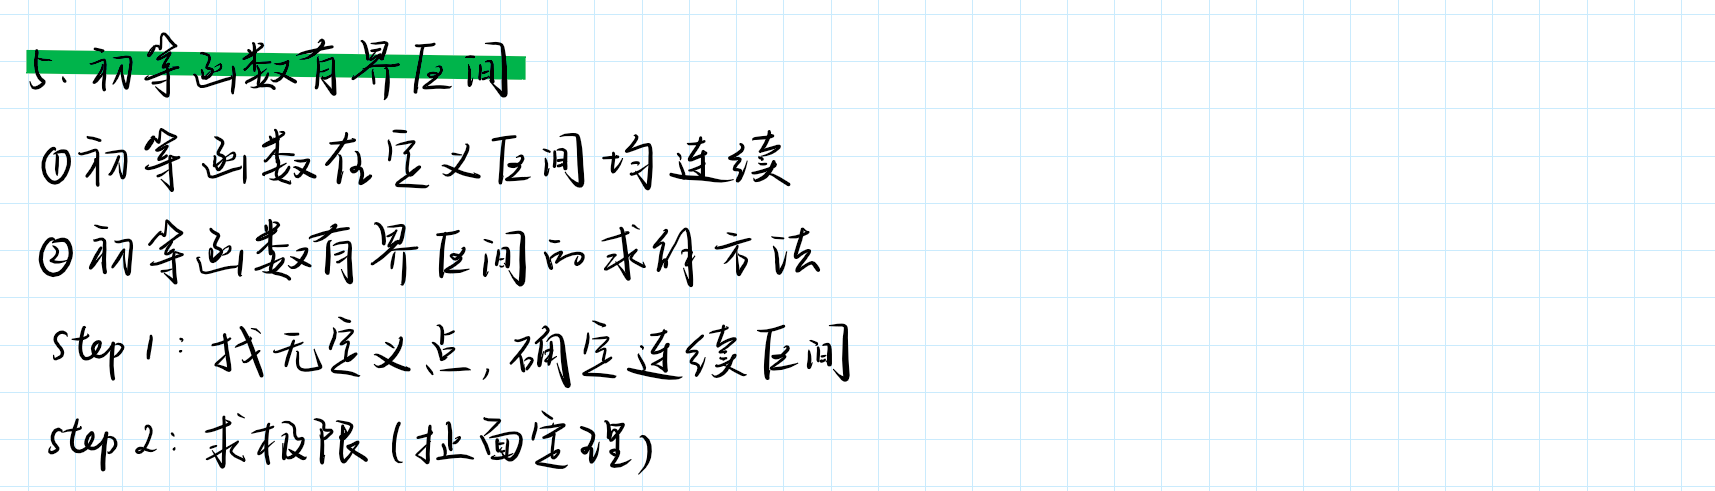 5. 初等函数有界区间
①初等函数在定义区间均连续
②初等函数有界区间的求解方法
step 1: 找无定义点, 确定连续区间
step 2: 求极限 (扯面定理)